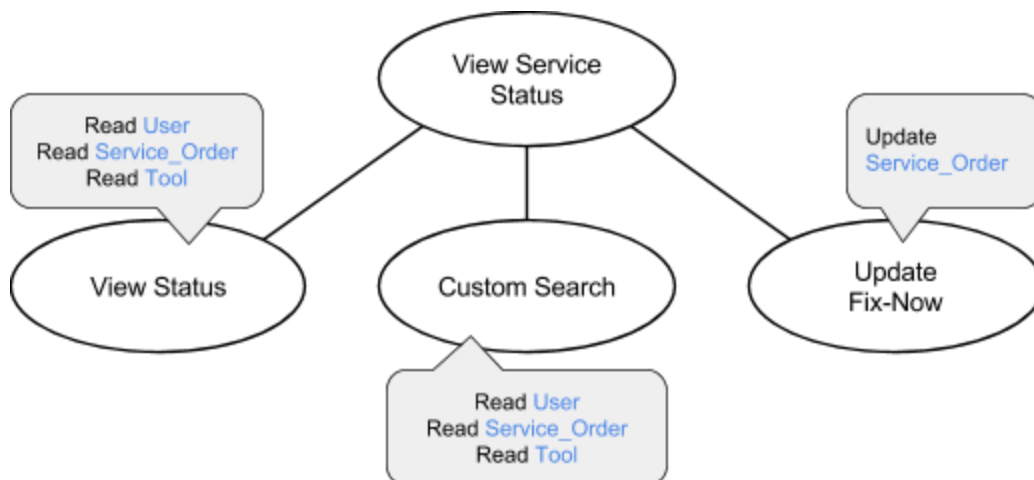 View Service
Status
Read User
Read Service_Order
Read Tool
Update
Service_Order
View Status
Custom Search
Update
Fix-Now
Read User
Read Service_Order
Read Tool